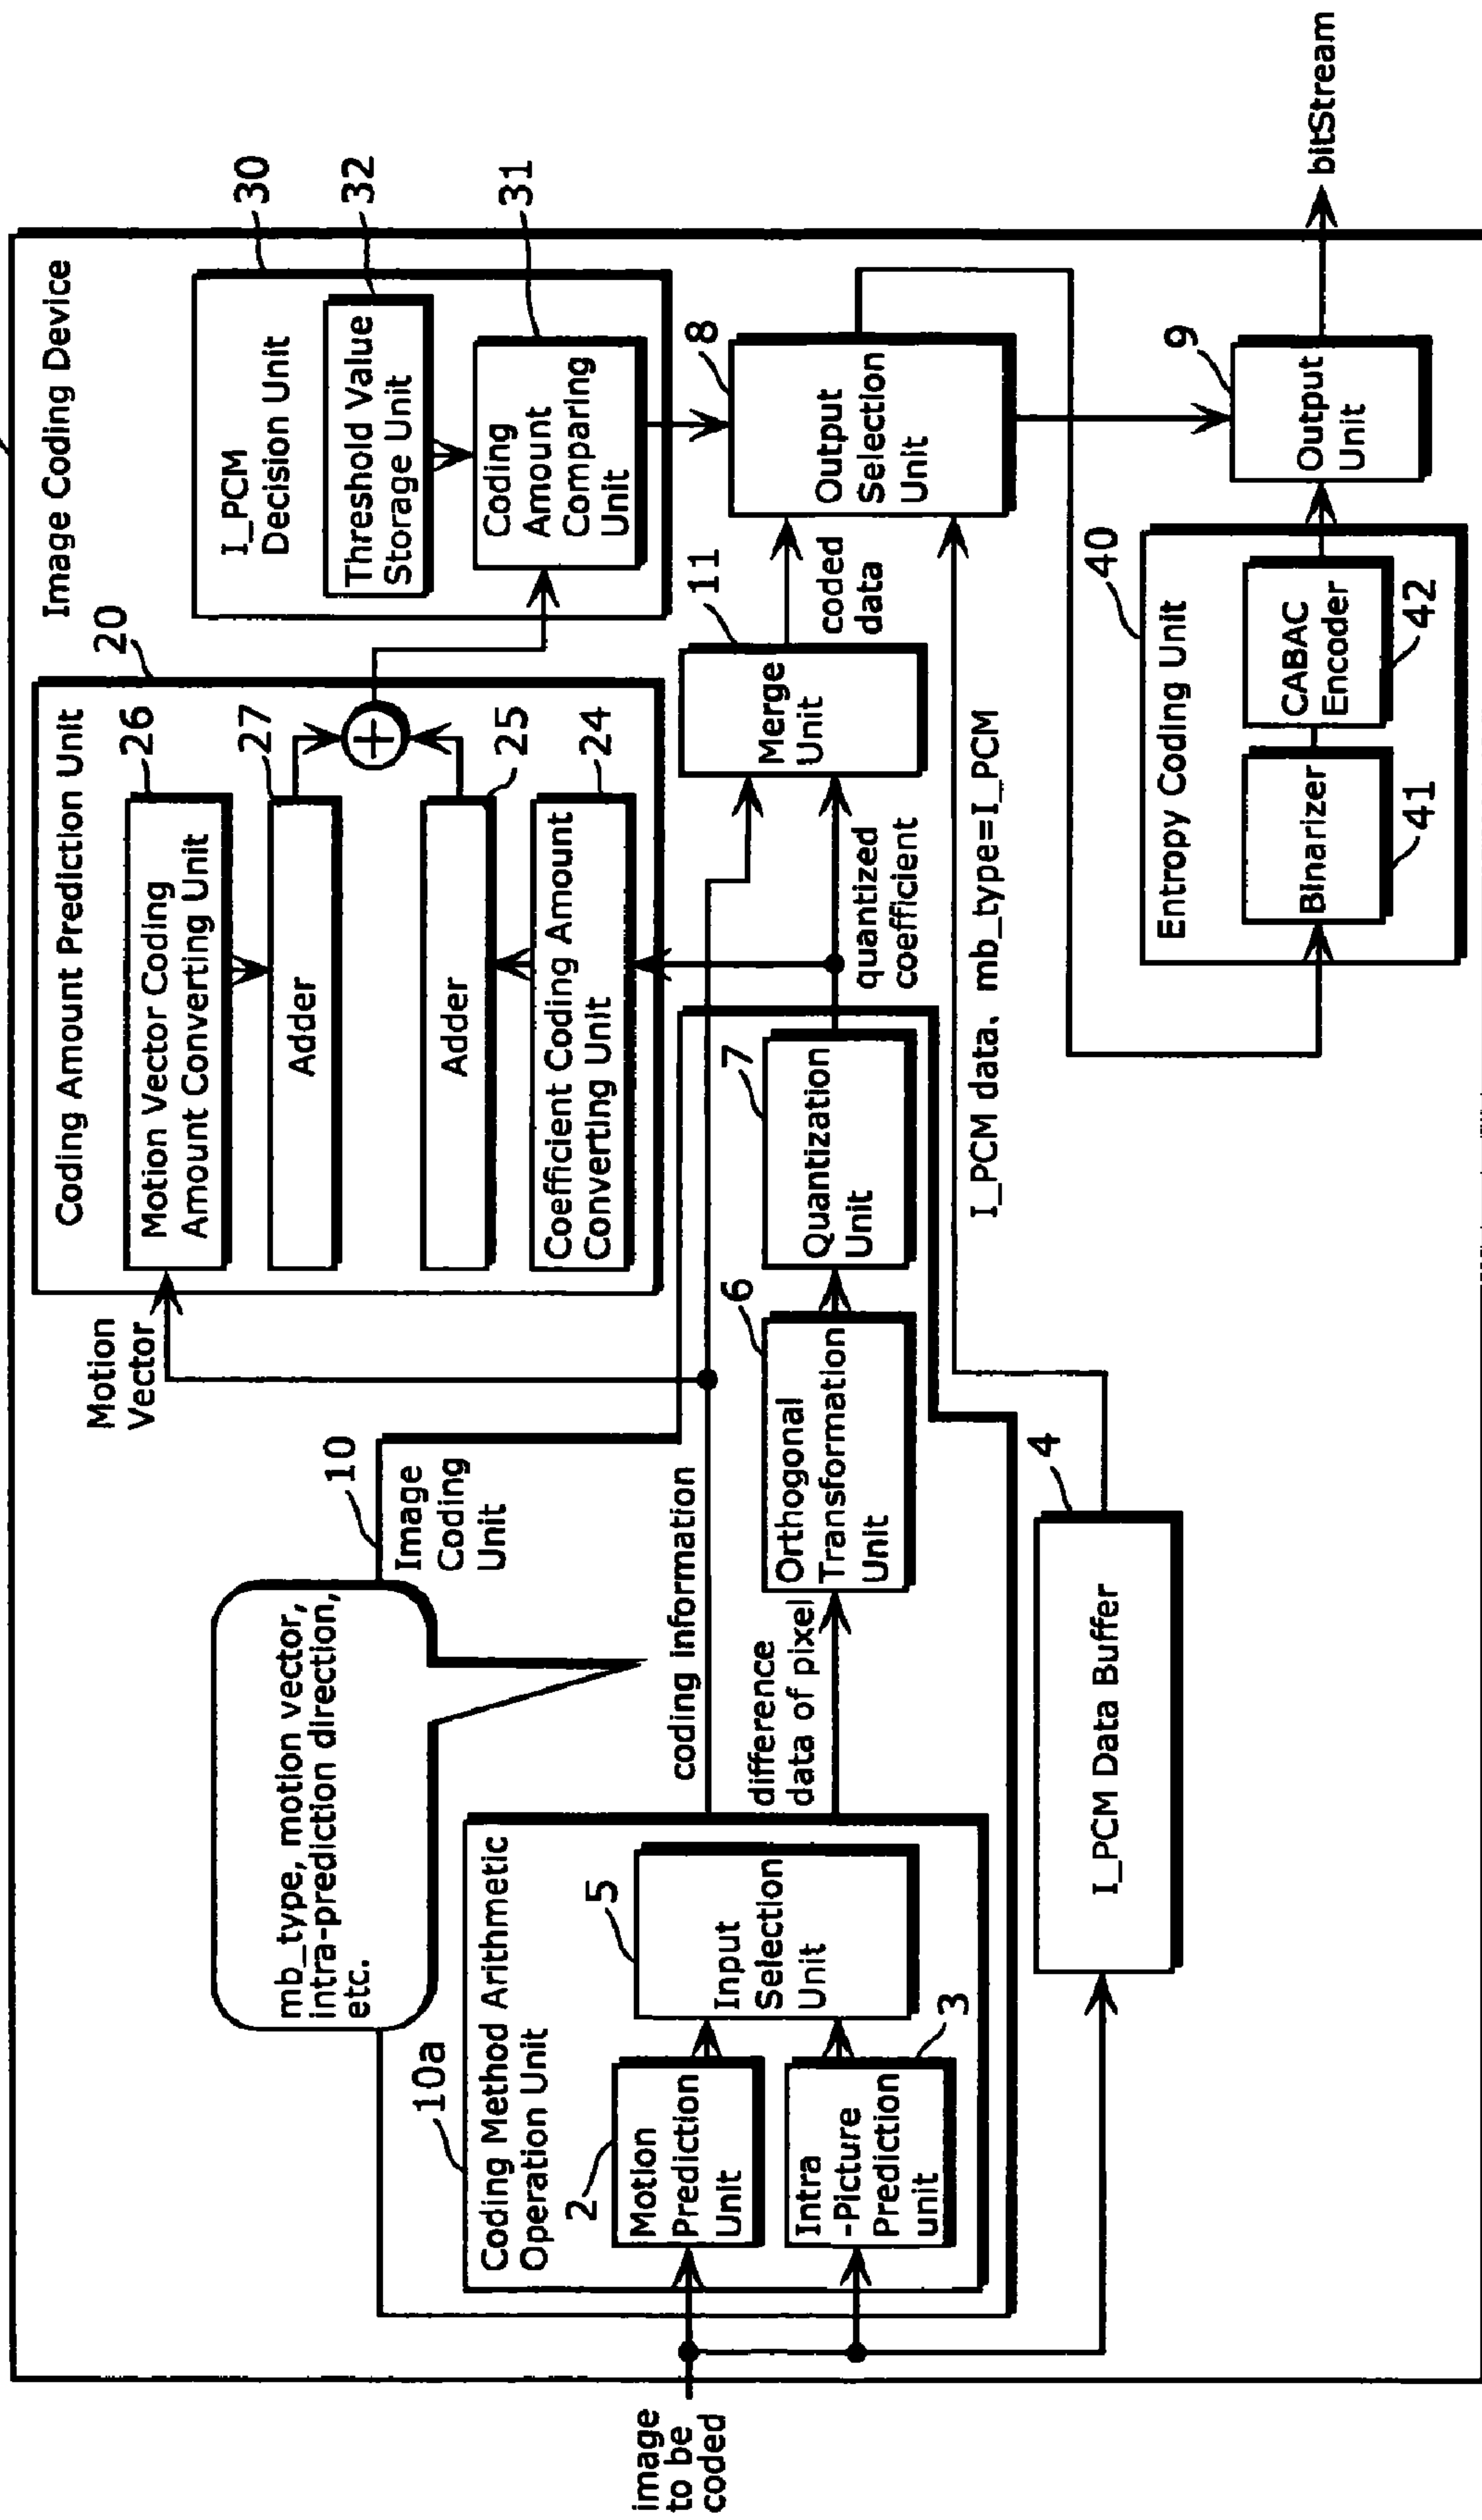 Image Coding Device
Coding Amount Prediction Unit
20
Motion Vector Coding
Amount Converting Unit
26
Adder
27
Adder
25
Coefficient Coding Amount
Converting Unit
24
I_PCM
Decision Unit
30
Threshold Value
Storage Unit
32
Coding
Amount
Comparing
Unit
31
Motion
Vector
mb_type, motion vector,
intra-prediction direction,
etc.
10
Image
Coding
Unit
10a
Coding Method Arithmetic
Operation Unit
2
Motion
Prediction
Unit
Intra
-Picture
Prediction
unit
3
5
Input
Selection
Unit
image
to be
coded
coding information
difference
data of pixel
6
Orthogonal
Transformation
Unit
7
Quantization
Unit
quantized
coefficient
11
Merge
Unit
coded
data
8
Output
Selection
Unit
4
I_PCM Data Buffer
I_PCM data、mb_type=I_PCM
40
Entropy Coding Unit
Binarizer
41
CABAC
Encoder
42
9
Output
Unit
bitStream